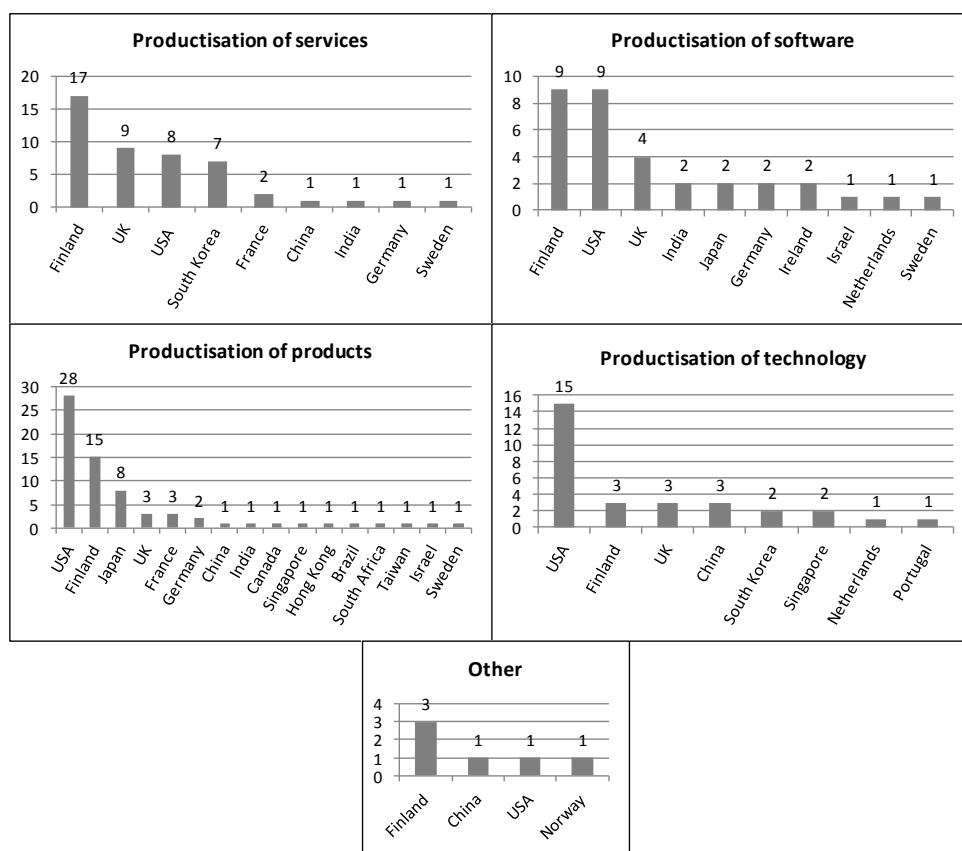 Productisation of services
20
15
10
5
0
17
9
8
7
2
1
1
1
1
Finland
UK
USA
South Korea
France
China
India
Germany
Sweden
Productisation of software
10
8
6
4
2
0
9
9
4
2
2
2
2
1
1
1
Finland
USA
UK
India
Japan
Germany
Ireland
Israel
Netherlands
Sweden
Productisation of products
30
25
20
15
10
5
0
28
15
8
3
3
2
1
1
1
1
1
1
1
1
1
1
USA
Finland
Japan
UK
France
Germany
China
India
Canada
Singapore
Hong Kong
Brazil
South Africa
Taiwan
Israel
Sweden
Productisation of technology
16
14
12
10
8
6
4
2
0
15
3
3
3
2
2
1
1
USA
Finland
UK
China
South Korea
Singapore
Netherlands
Portugal
Other
4
3
2
1
0
3
1
1
1
Finland
China
USA
Norway